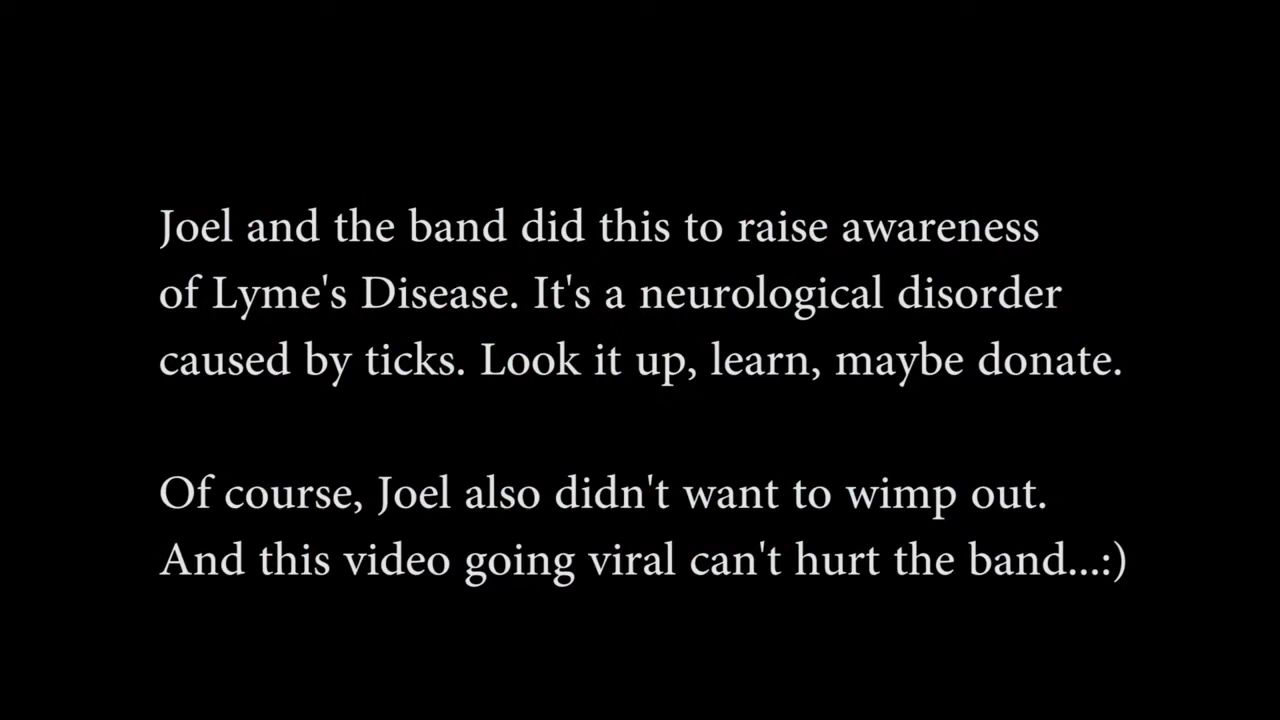 Joel and the band did this to raise awareness
of Lyme's Disease. It's a neurological disorder
caused by ticks. Look it up, learn, maybe donate.
Of course, Joel also didn't want to wimp out.
And this video going viral can't hurt the band...:)